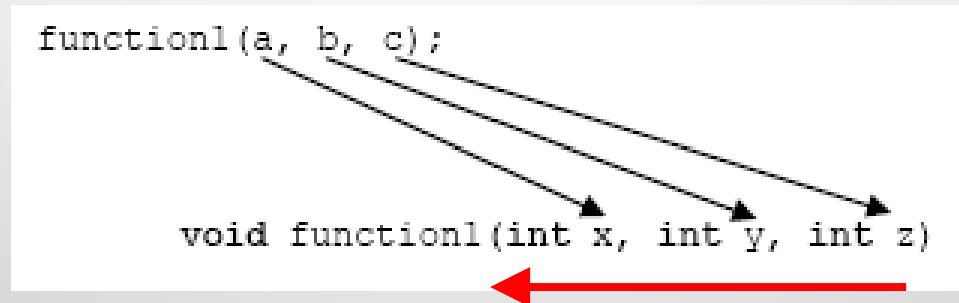 function1(a, b, c);
void function1(int x, int y, int z)